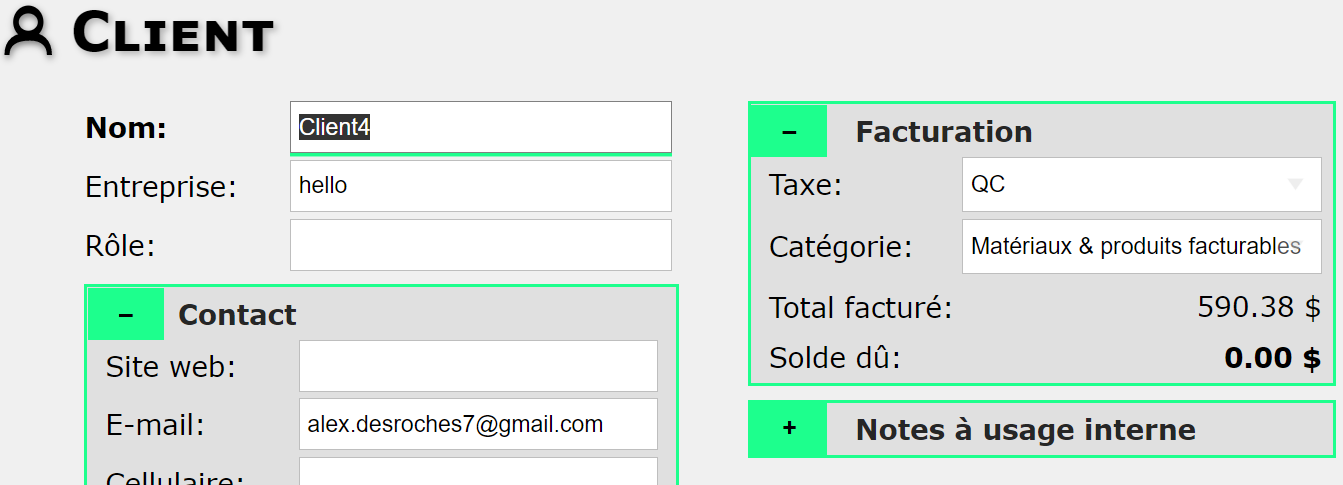 CLIENT
Nom: Client4
Entreprise: hello
Rôle:
– Contact
Site web:
E-mail: alex.desroches7@gmail.com
Cellulaire:
– Facturation
Taxe: QC
Catégorie: Matériaux & produits facturables
Total facturé: 590.38 $
Solde dû: 0.00 $
+ Notes à usage interne